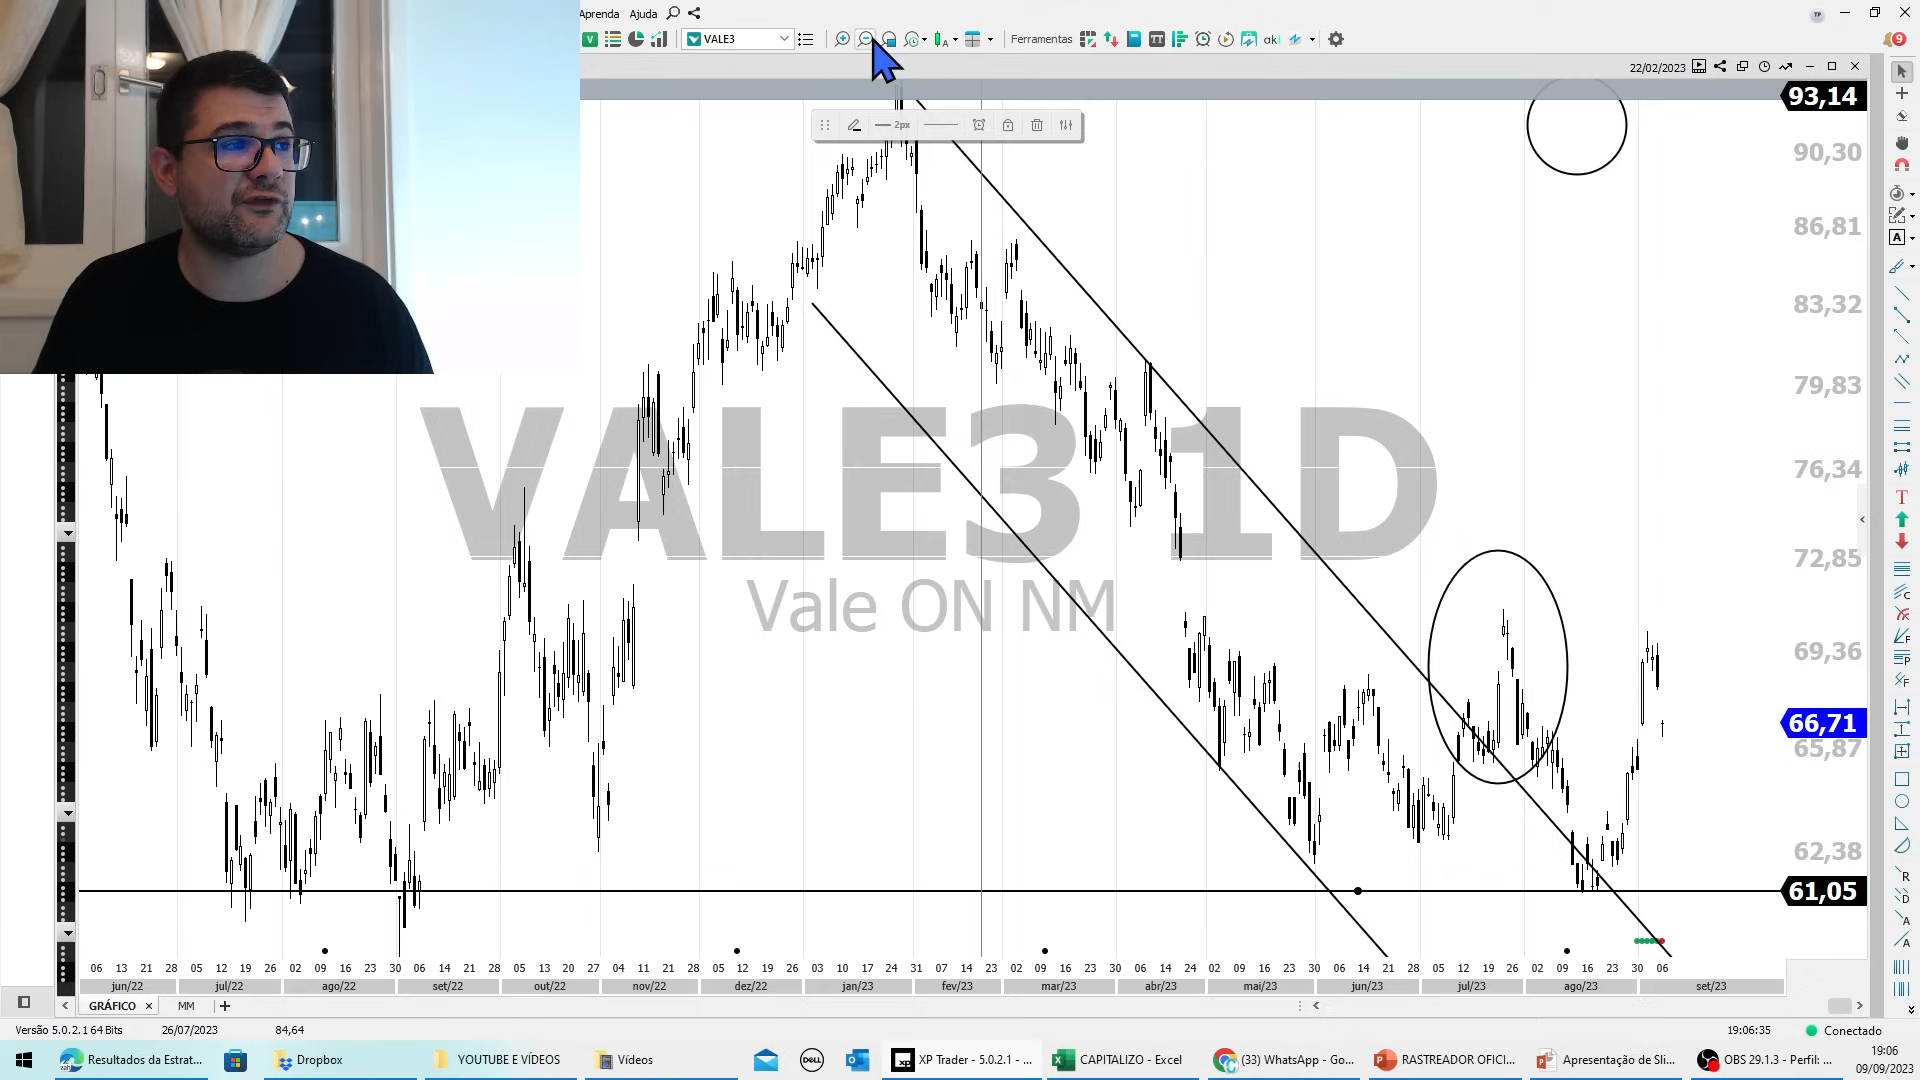 Aprenda Ajuda
TP
VALE3
Ferramentas
9
22/02/2023
93,14
2px
90,30
86,81
83,32
79,83
76,34
72,85
69,36
66,71
65,87
62,38
61,05
VALE3 1D
Vale ON NM
06 13 21 28 05 12 19 26 02 09 16 23 30 06 14 21 28 05 13 20 27 04 11 21 28 05 12 19 26 03 10 17 24 31 07 14 23 02 09 16 23 30 06 14 24 02 09 16 23 30 06 14 21 28 05 12 19 26 02 09 16 23 30 06
jun/22 jul/22 ago/22 set/22 out/22 nov/22 dez/22 jan/23 fev/23 mar/23 abr/23 mai/23 jun/23 jul/23 ago/23 set/23
GRÁFICO × MM +
Versão 5.0.2.1 64 Bits 26/07/2023 84,64 19:06:35 Conectado
Resultados da Estrat... Dropbox YOUTUBE E VÍDEOS Vídeos XP Trader - 5.0.2.1 - ... CAPITALIZO - Excel (33) WhatsApp - Go... RASTREADOR OFICI... Apresentação de Sli... OBS 29.1.3 - Perfil: ...
19:06
09/09/2023